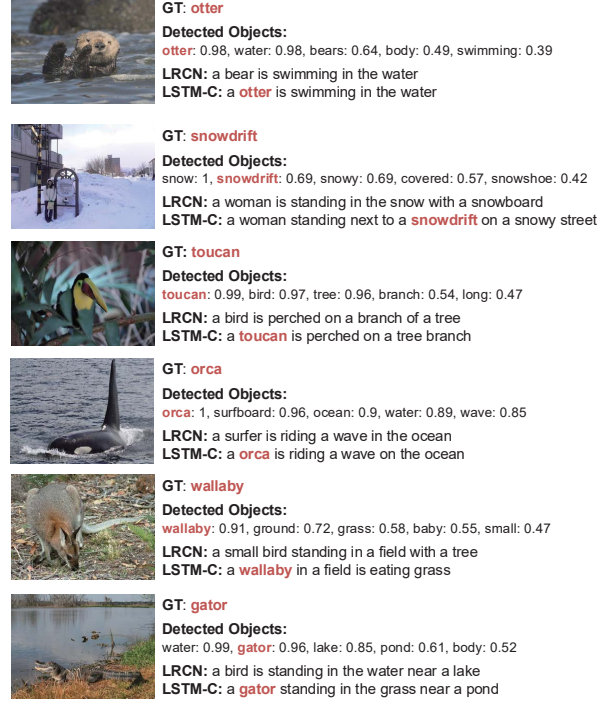 GT: otter
Detected Objects:
otter: 0.98, water: 0.98, bears: 0.64, body: 0.49, swimming: 0.39
LRCN: a bear is swimming in the water
LSTM-C: a otter is swimming in the water
GT: snowdrift
Detected Objects:
snow: 1, snowdrift: 0.69, snowy: 0.69, covered: 0.57, snowshoe: 0.42
LRCN: a woman is standing in the snow with a snowboard
LSTM-C: a woman standing next to a snowdrift on a snowy street
GT: toucan
Detected Objects:
toucan: 0.99, bird: 0.97, tree: 0.96, branch: 0.54, long: 0.47
LRCN: a bird is perched on a branch of a tree
LSTM-C: a toucan is perched on a tree branch
GT: orca
Detected Objects:
orca: 1, surfboard: 0.96, ocean: 0.9, water: 0.89, wave: 0.85
LRCN: a surfer is riding a wave in the ocean
LSTM-C: a orca is riding a wave on the ocean
GT: wallaby
Detected Objects:
wallaby: 0.91, ground: 0.72, grass: 0.58, baby: 0.55, small: 0.47
LRCN: a small bird standing in a field with a tree
LSTM-C: a wallaby in a field is eating grass
GT: gator
Detected Objects:
water: 0.99, gator: 0.96, lake: 0.85, pond: 0.61, body: 0.52
LRCN: a bird is standing in the water near a lake
LSTM-C: a gator standing in the grass near a pond